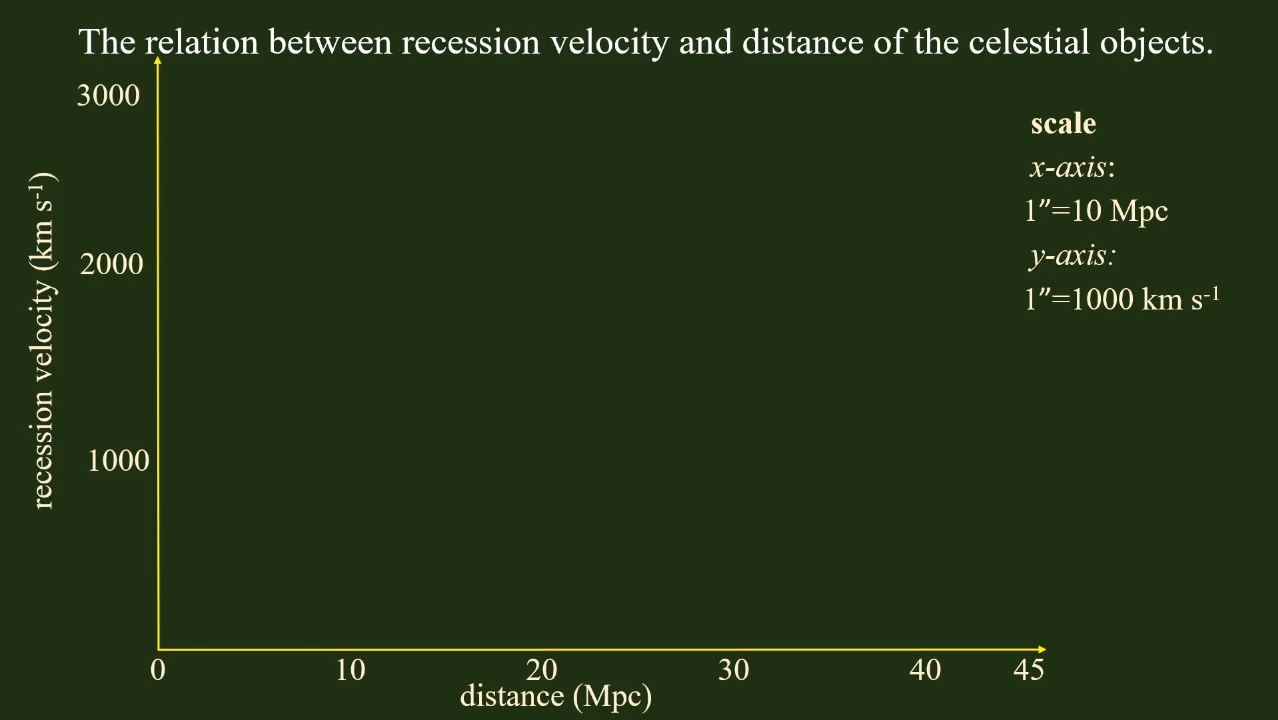 The relation between recession velocity and distance of the celestial objects.
3000
2000
1000
recession velocity (km s⁻¹)
scale
x-axis:
1″=10 Mpc
y-axis:
1″=1000 km s⁻¹
0 10 20 30 40 45
distance (Mpc)